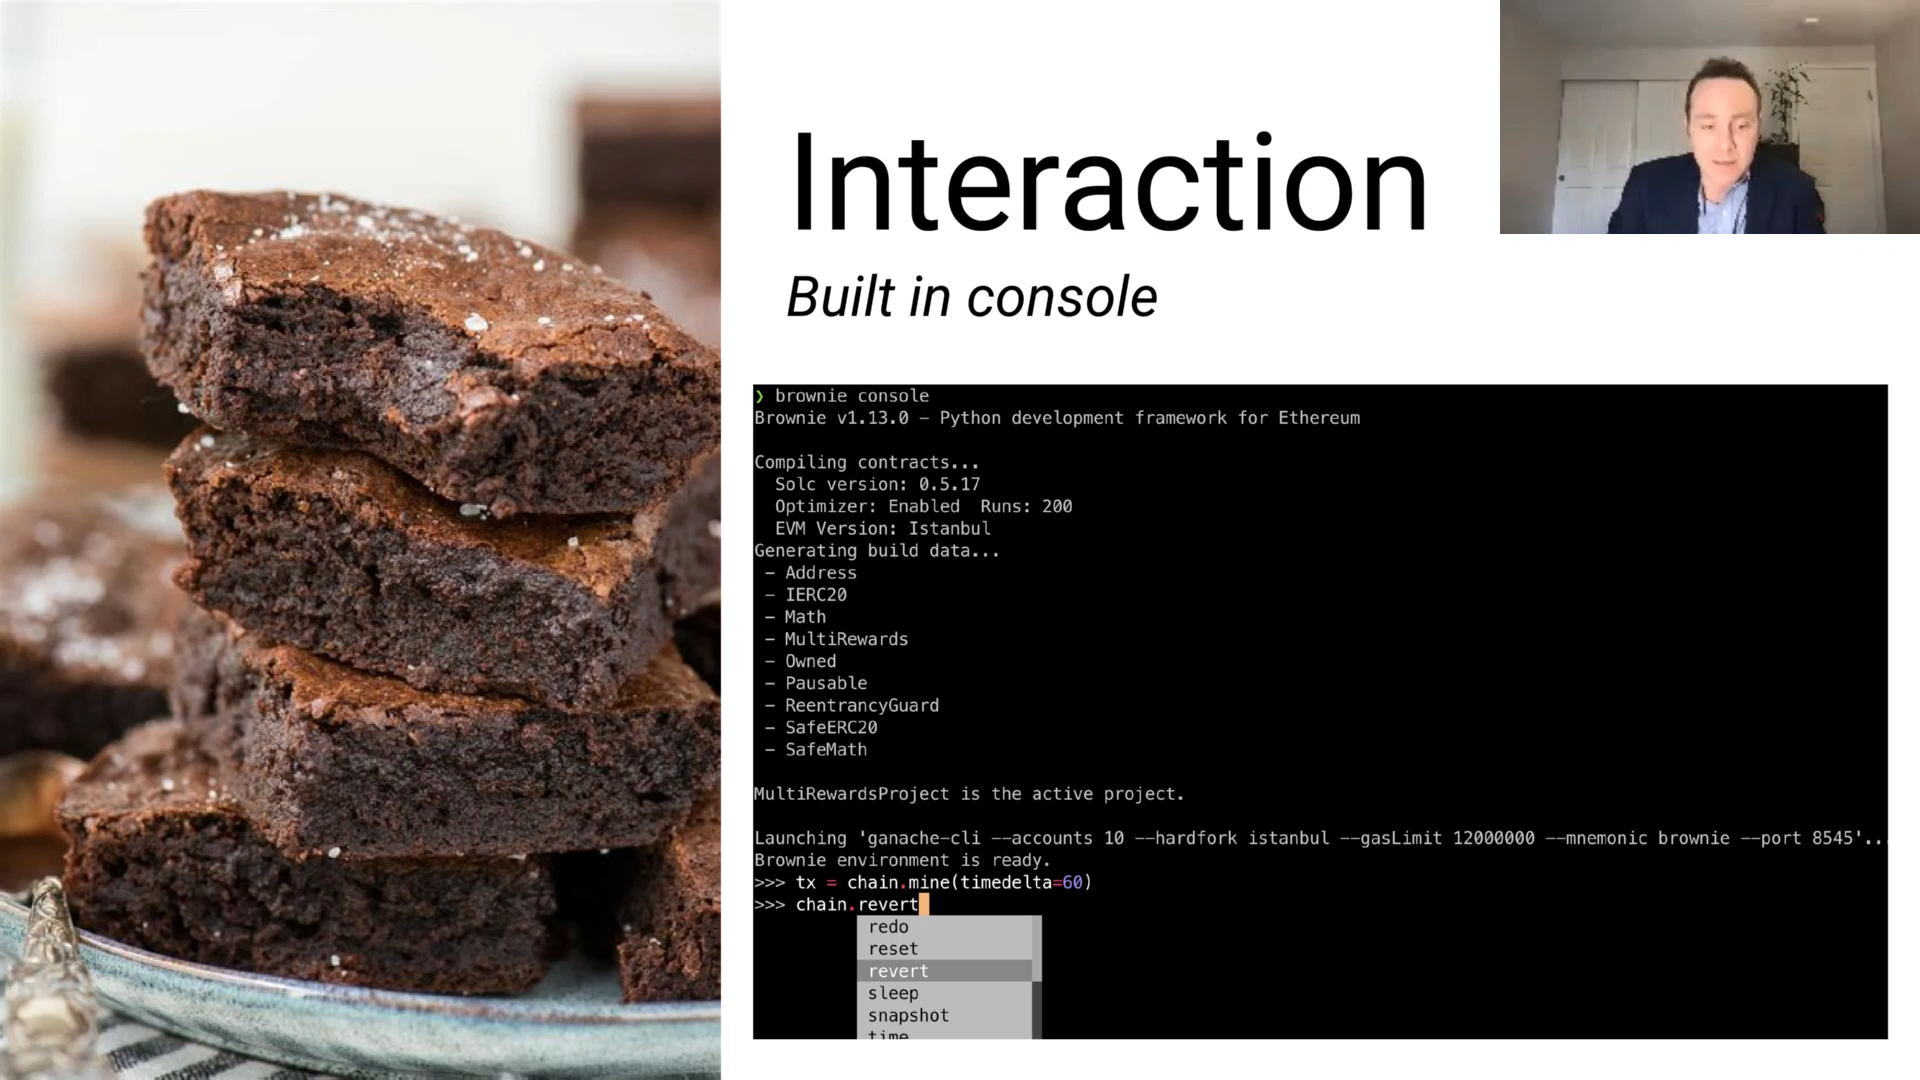 Interaction
Built in console
❯ brownie console
Brownie v1.13.0 - Python development framework for Ethereum
Compiling contracts...
Solc version: 0.5.17
Optimizer: Enabled  Runs: 200
EVM Version: Istanbul
Generating build data...
- Address
- IERC20
- Math
- MultiRewards
- Owned
- Pausable
- ReentrancyGuard
- SafeERC20
- SafeMath
MultiRewardsProject is the active project.
Launching 'ganache-cli --accounts 10 --hardfork istanbul --gasLimit 12000000 --mnemonic brownie --port 8545'...
Brownie environment is ready.
>>> tx = chain.mine(timedelta=60)
>>> chain.revert
redo
reset
revert
sleep
snapshot
time